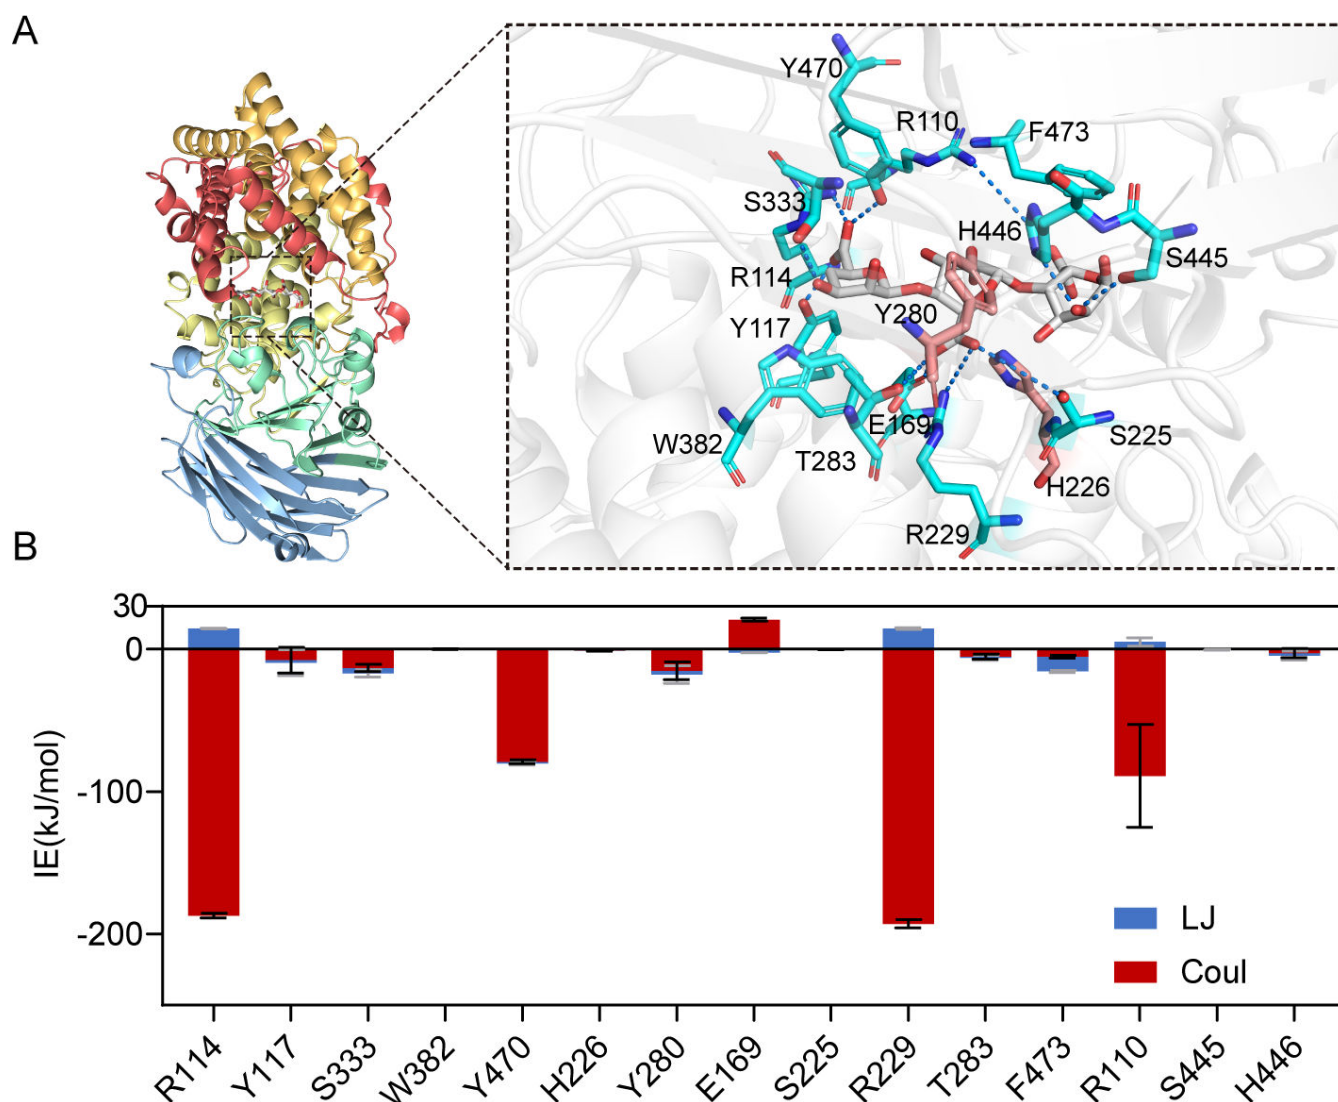 A
Y470
R110
F473
S333
H446
S445
R114
Y280
Y117
E169
S225
W382
T283
H226
R229
B
30
0
-100
-200
IE(kJ/mol)
LJ
Coul
R114 Y117 S333 W382 Y470 H226 Y280 E169 S225 R229 T283 F473 R110 S445 H446